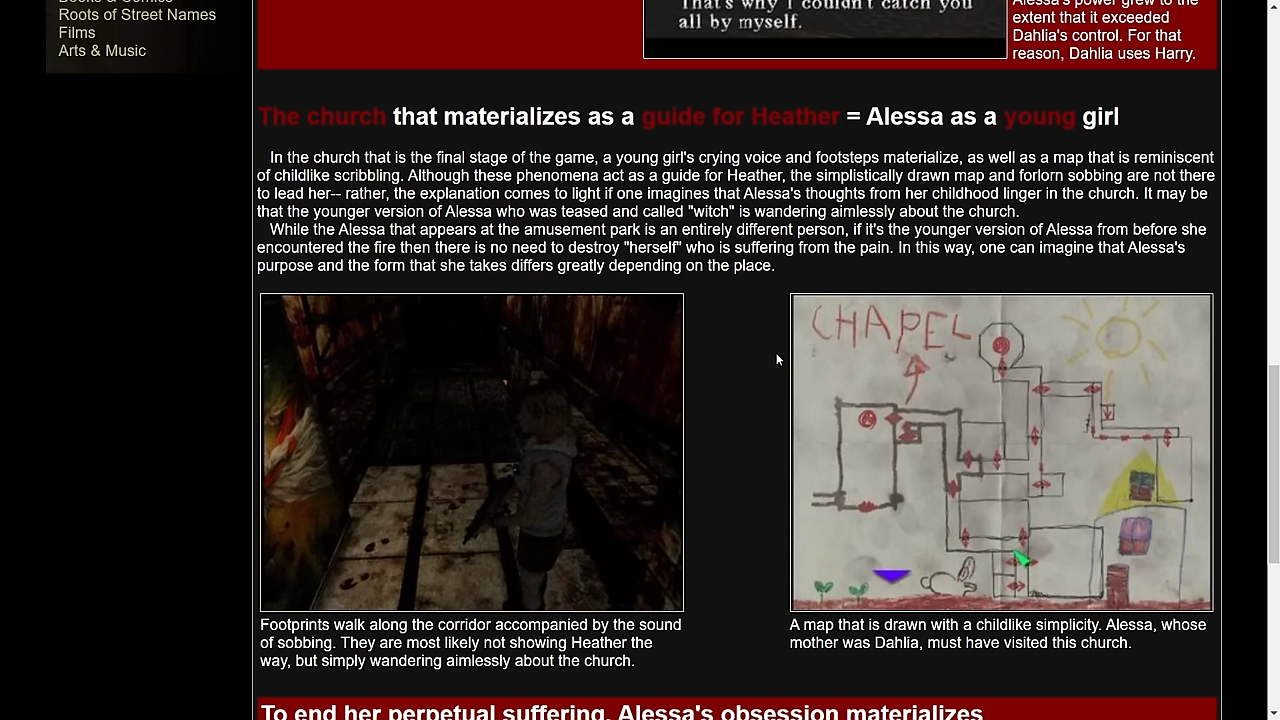 Books & Comics
Roots of Street Names
Films
Arts & Music
That's why I couldn't catch you
all by myself.
Alessa's power grew to the
extent that it exceeded
Dahlia's control. For that
reason, Dahlia uses Harry.
The church that materializes as a guide for Heather = Alessa as a young girl
In the church that is the final stage of the game, a young girl's crying voice and footsteps materialize, as well as a map that is reminiscent
of childlike scribbling. Although these phenomena act as a guide for Heather, the simplistically drawn map and forlorn sobbing are not there
to lead her-- rather, the explanation comes to light if one imagines that Alessa's thoughts from her childhood linger in the church. It may be
that the younger version of Alessa who was teased and called "witch" is wandering aimlessly about the church.
While the Alessa that appears at the amusement park is an entirely different person, if it's the younger version of Alessa from before she
encountered the fire then there is no need to destroy "herself" who is suffering from the pain. In this way, one can imagine that Alessa's
purpose and the form that she takes differs greatly depending on the place.
CHAPEL
Footprints walk along the corridor accompanied by the sound
of sobbing. They are most likely not showing Heather the
way, but simply wandering aimlessly about the church.
A map that is drawn with a childlike simplicity. Alessa, whose
mother was Dahlia, must have visited this church.
To end her perpetual suffering, Alessa's obsession materializes